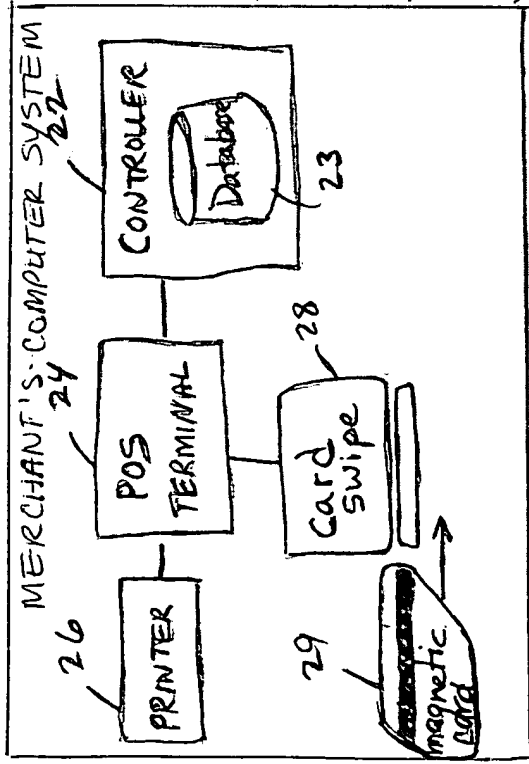 MERCHANT'S COMPUTER SYSTEM
26
24
22
PRINTER
POS
TERMINAL
CONTROLLER
Database
23
28
Card
Swipe
29
magnetic
card